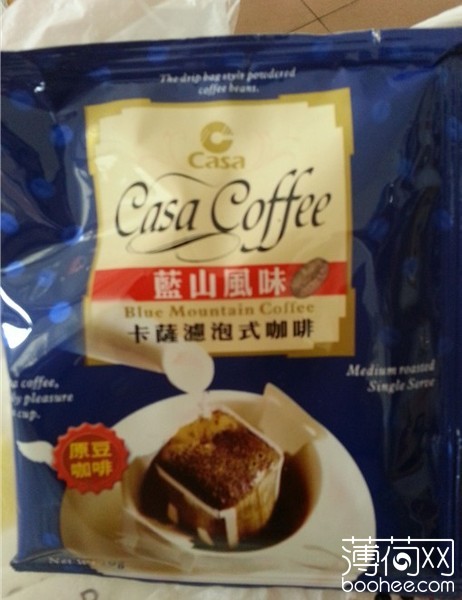 The drip bag style powdered
coffee beans.
Casa
Casa Coffee
藍山風味
Blue Mountain Coffee
卡薩濾泡式咖啡
coffee,
pleasure
cup.
Medium roasted
Single Serve
原豆
咖啡
Net
薄荷网
boohee.com